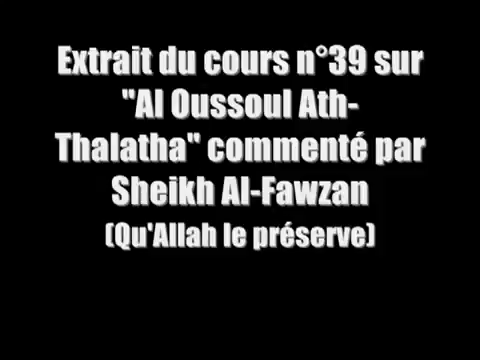 Extrait du cours n°39 sur
"Al Oussoul Ath-
Thalatha" commenté par
Sheikh Al-Fawzan
(Qu'Allah le préserve)